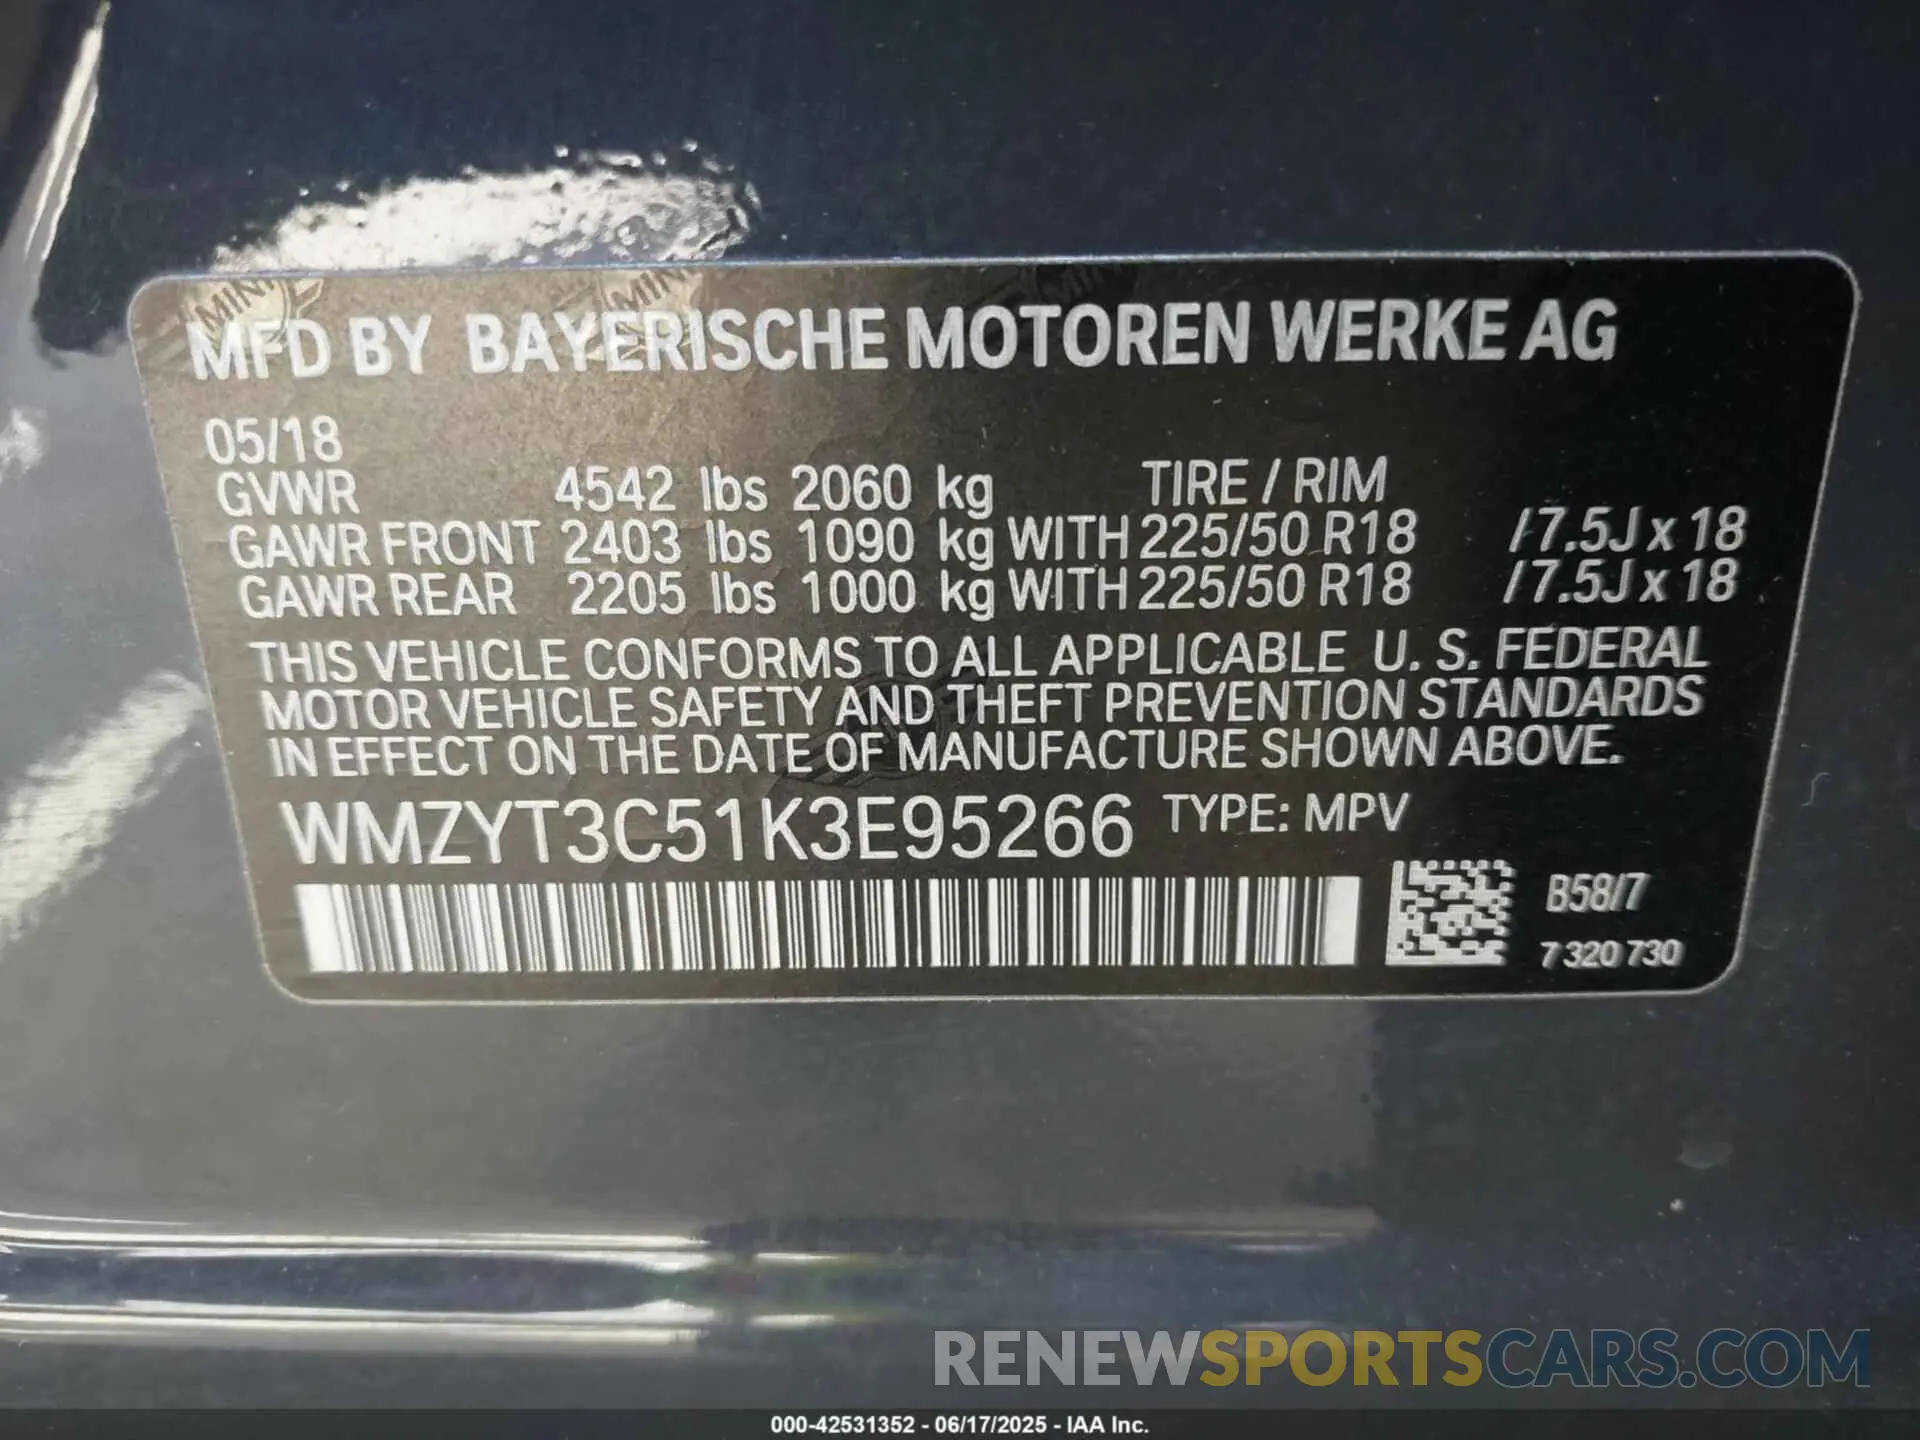 MINI
MINI
MFD BY BAYERISCHE MOTOREN WERKE AG
05/18
GVWR 4542 lbs 2060 kg TIRE / RIM
GAWR FRONT 2403 lbs 1090 kg WITH 225/50 R18 /7.5J x 18
GAWR REAR 2205 lbs 1000 kg WITH 225/50 R18 /7.5J x 18
THIS VEHICLE CONFORMS TO ALL APPLICABLE U. S. FEDERAL
MOTOR VEHICLE SAFETY AND THEFT PREVENTION STANDARDS
IN EFFECT ON THE DATE OF MANUFACTURE SHOWN ABOVE.
WMZYT3C51K3E95266 TYPE: MPV
B58/7
7 320 730
RENEWSPORTSCARS.COM
000-42531352 - 06/17/2025 - IAA Inc.